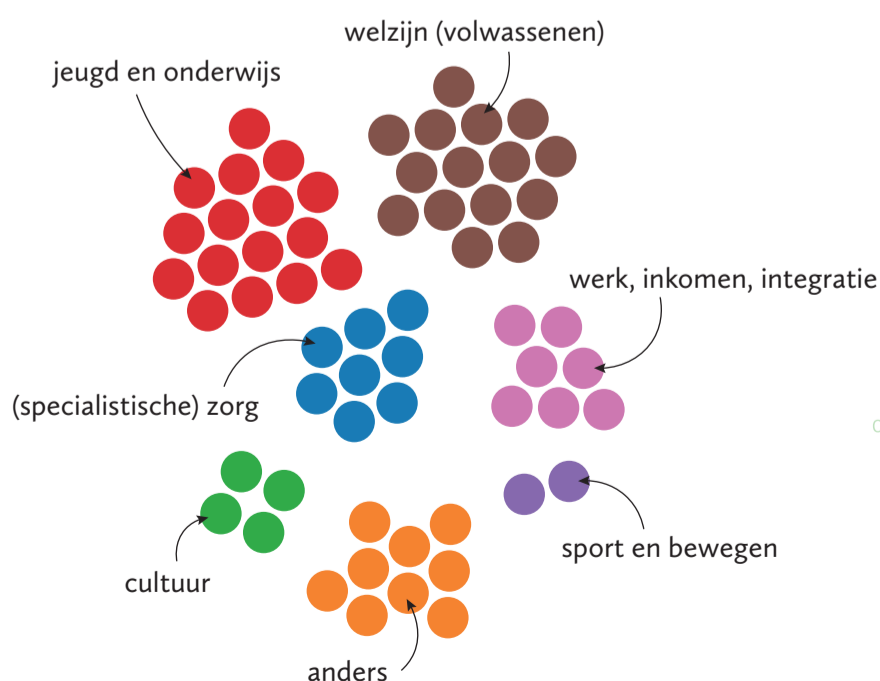 welzijn (volwassenen)
jeugd en onderwijs
werk, inkomen, integratie
(specialistische) zorg
sport en bewegen
cultuur
anders